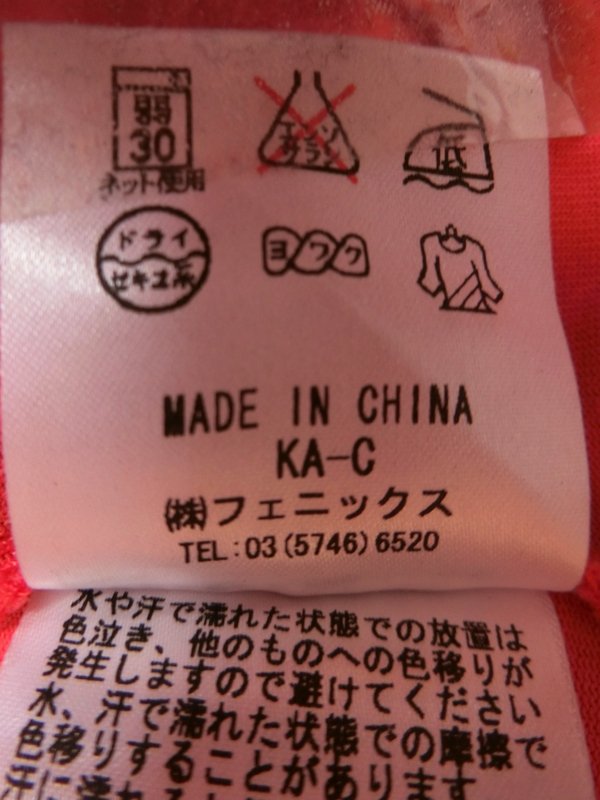 弱
30
ネット使用
エンソ
サラシ
低
ドライ
セキユ系
ヨワク
MADE IN CHINA
KA-C
㈱フェニックス
TEL:03(5746)6520
水や汗で濡れた状態での放置は
色泣き、他のものへの色移りが
発生しますので避けてください
水、汗で濡れた状態での摩擦で
色移りすることがあります
汗に濡れ